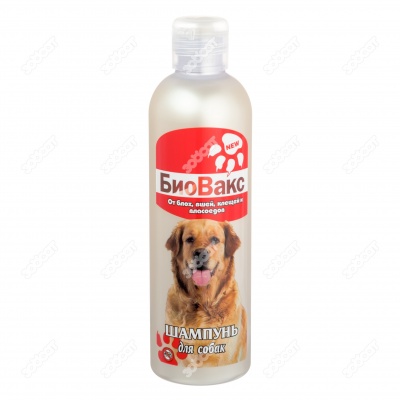 NEW
БиоВакс
От блох, вшей, клещей и
власоедов
ШАМПУНЬ
для собак